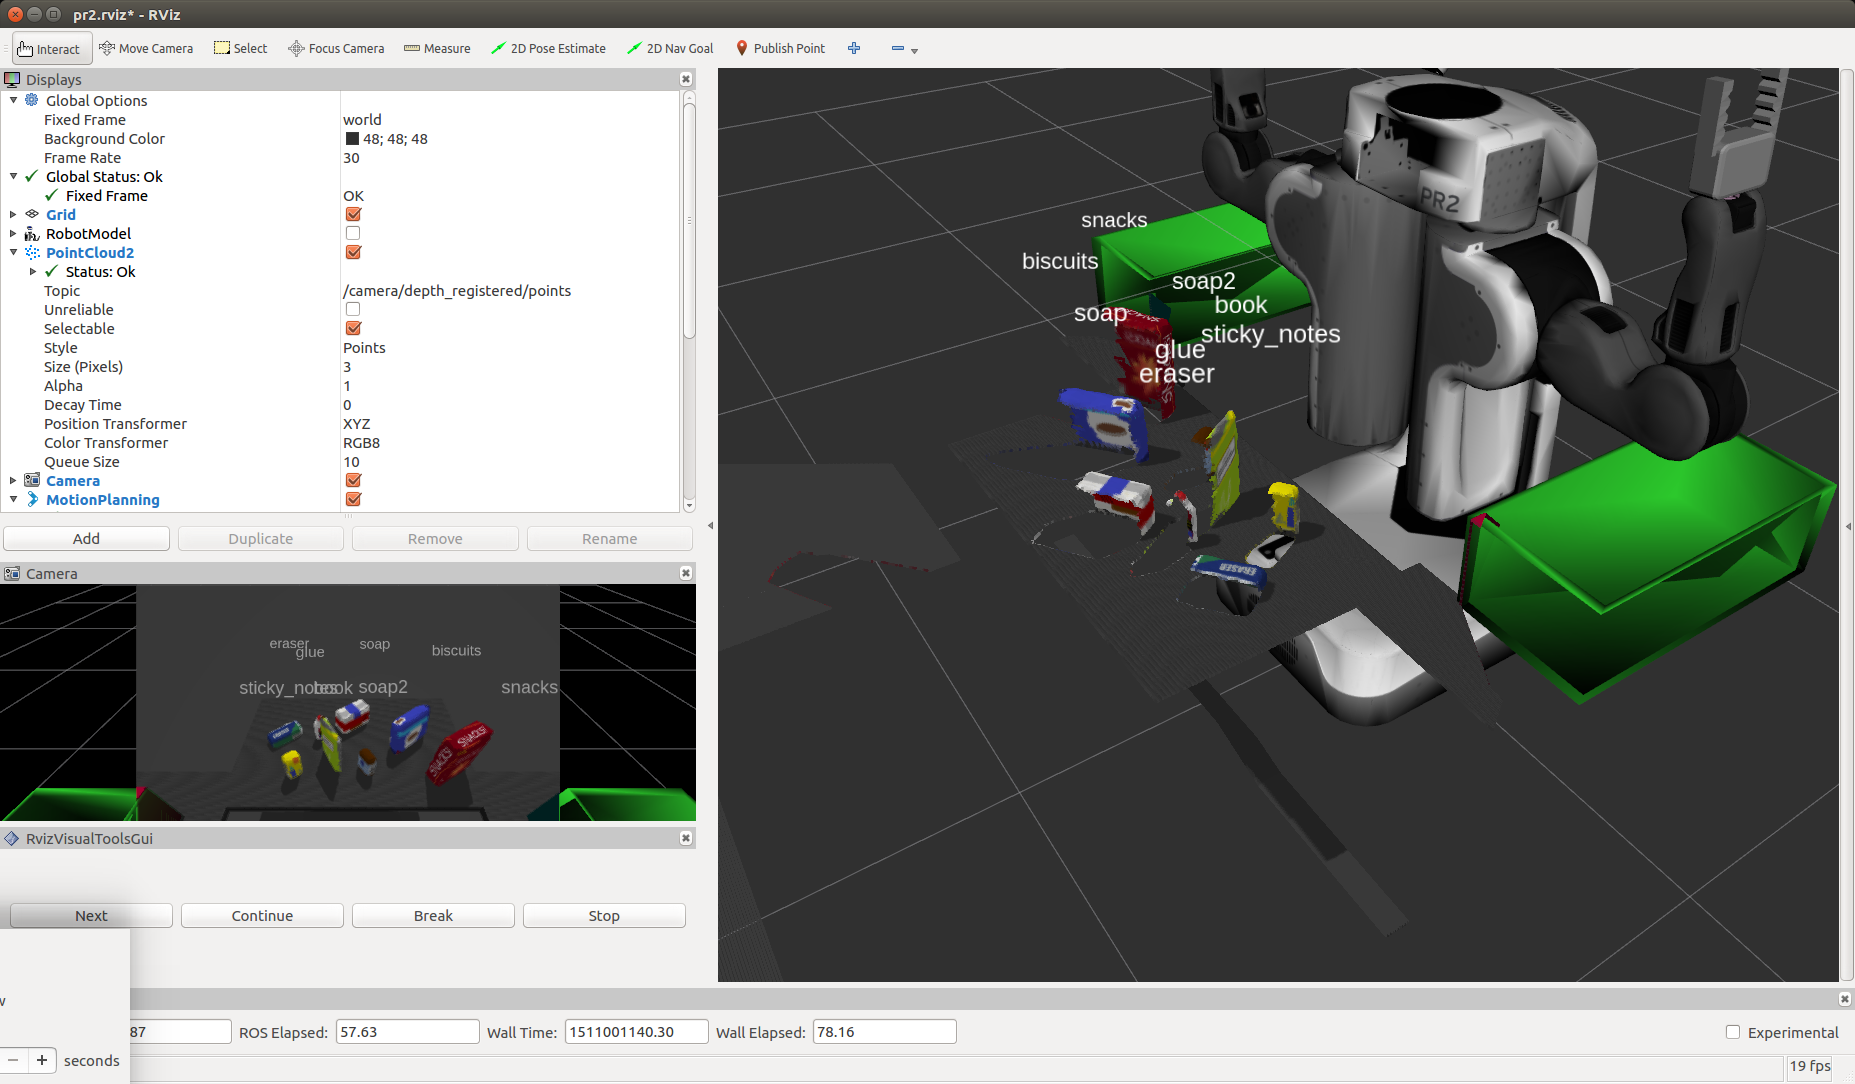 pr2.rviz* - RViz
Interact Move Camera Select Focus Camera Measure 2D Pose Estimate 2D Nav Goal Publish Point
Displays
Global Options
Fixed Frame world
Background Color 48; 48; 48
Frame Rate 30
Global Status: Ok
Fixed Frame OK
Grid
RobotModel
PointCloud2
Status: Ok
Topic /camera/depth_registered/points
Unreliable
Selectable
Style Points
Size (Pixels) 3
Alpha 1
Decay Time 0
Position Transformer XYZ
Color Transformer RGB8
Queue Size 10
Camera
MotionPlanning
Add Duplicate Remove Rename
Camera
eraser soap
glue biscuits
sticky_notes book soap2 snacks
SNACKS
SNACKS
RvizVisualToolsGui
Next Continue Break Stop
PR2
snacks
biscuits
soap2
book
soap
sticky_notes
glue
eraser
ERASER
w
87 ROS Elapsed: 57.63 Wall Time: 1511001140.30 Wall Elapsed: 78.16 Experimental
− + seconds
19 fps